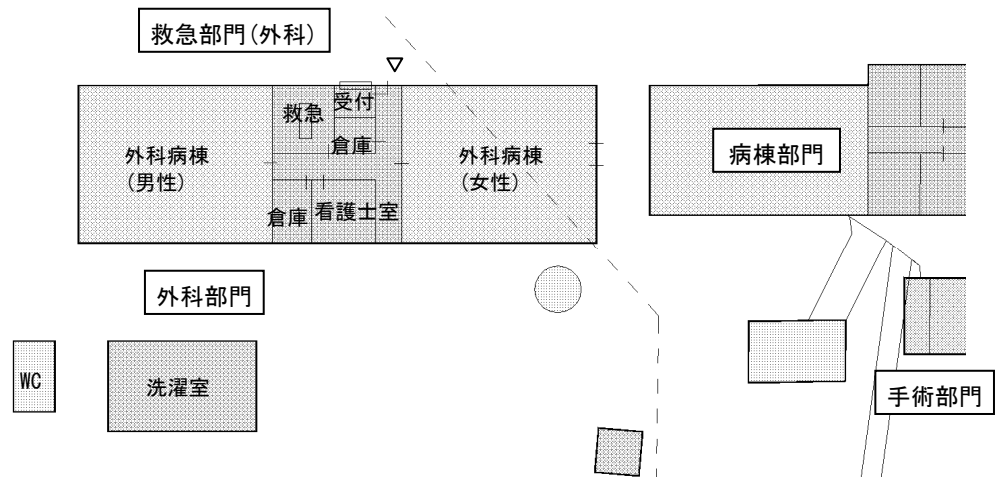 救急部門(外科)
受付
救急
倉庫
外科病棟
(男性)
外科病棟
(女性)
倉庫
看護士室
病棟部門
外科部門
WC
洗濯室
手術部門